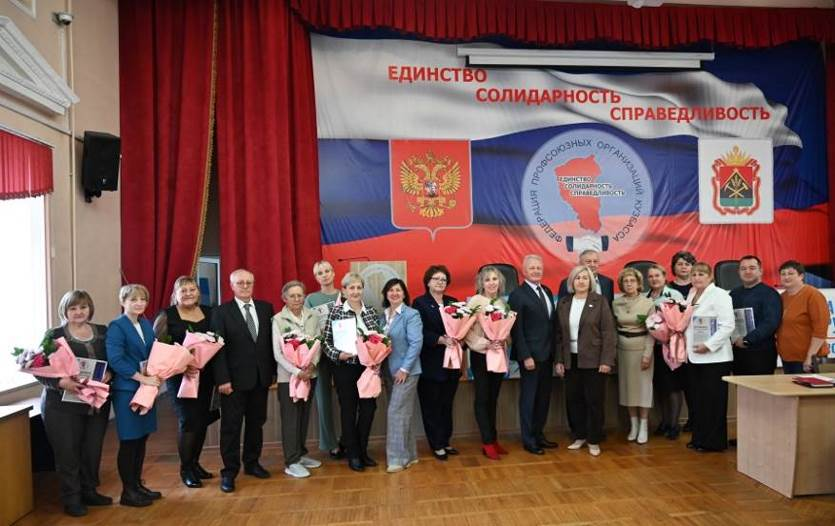 ЕДИНСТВО
СОЛИДАРНОСТЬ
СПРАВЕДЛИВОСТЬ
ФЕДЕРАЦИЯ ПРОФСОЮЗНЫХ ОРГАНИЗАЦИЙ КУЗБАССА
ЕДИНСТВО
СОЛИДАРНОСТЬ
СПРАВЕДЛИВОСТЬ